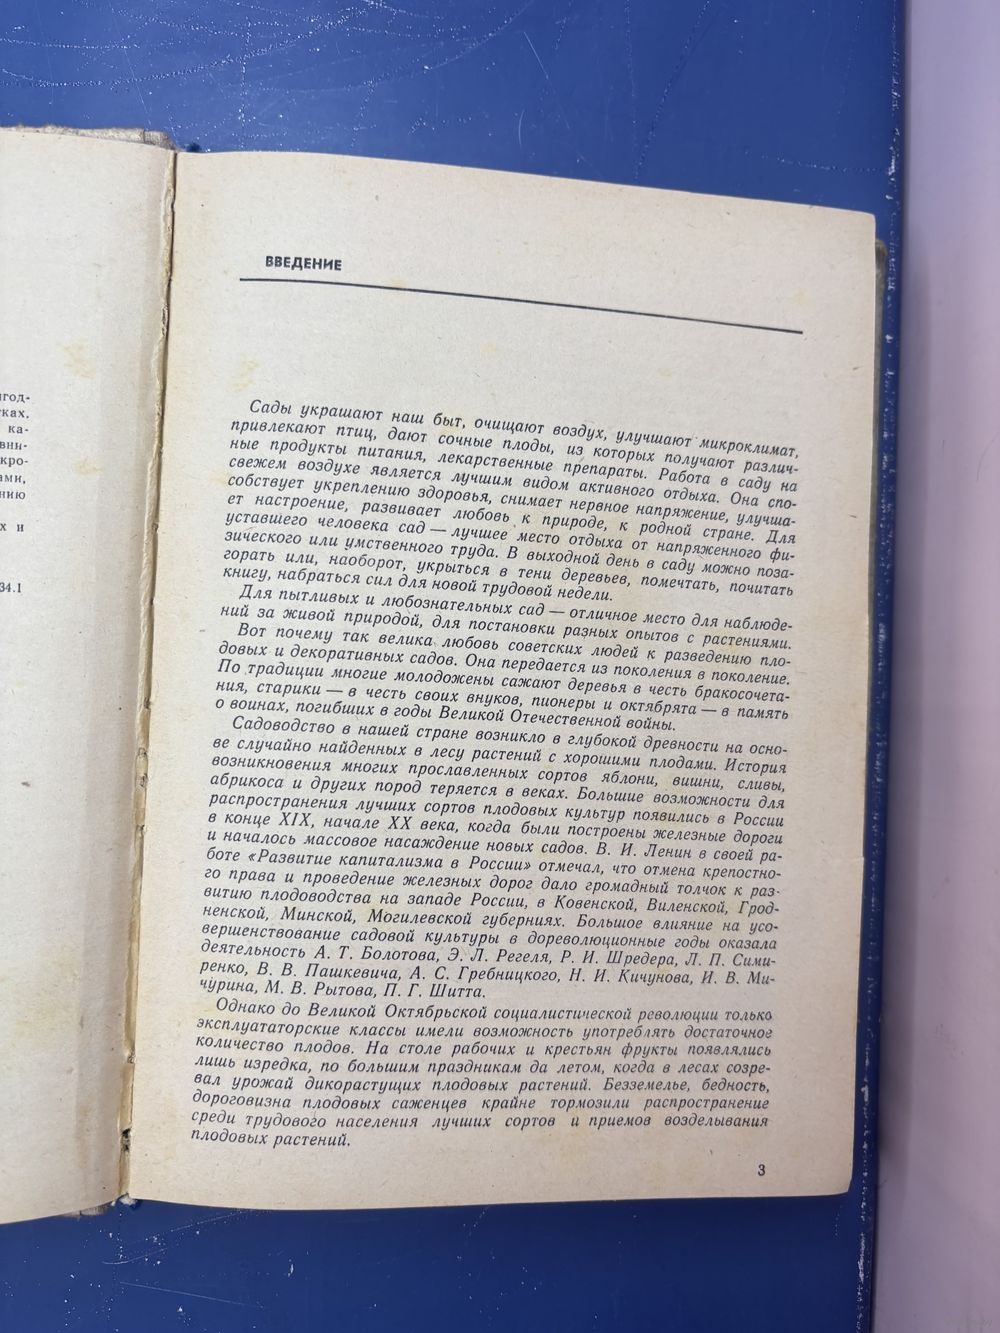 год-
ках.
ка-
вни-
кро-
ами,
нию
х и
34.1
ВВЕДЕНИЕ
Сады украшают наш быт, очищают воздух, улучшают микроклимат,
привлекают птиц, дают сочные плоды, из которых получают различ-
ные продукты питания, лекарственные препараты. Работа в саду на
свежем воздухе является лучшим видом активного отдыха. Она спо-
собствует укреплению здоровья, снимает нервное напряжение, улучша-
ет настроение, развивает любовь к природе, к родной стране. Для
уставшего человека сад — лучшее место отдыха от напряженного фи-
зического или умственного труда. В выходной день в саду можно поза-
горать или, наоборот, укрыться в тени деревьев, помечтать, почитать
книгу, набраться сил для новой трудовой недели.
Для пытливых и любознательных сад — отличное место для наблюде-
ний за живой природой, для постановки разных опытов с растениями.
Вот почему так велика любовь советских людей к разведению пло-
довых и декоративных садов. Она передается из поколения в поколение.
По традиции многие молодожены сажают деревья в честь бракосочета-
ния, старики — в честь своих внуков, пионеры и октябрята — в память
о воинах, погибших в годы Великой Отечественной войны.
Садоводство в нашей стране возникло в глубокой древности на осно-
ве случайно найденных в лесу растений с хорошими плодами. История
возникновения многих прославленных сортов яблони, вишни, сливы,
абрикоса и других пород теряется в веках. Большие возможности для
распространения лучших сортов плодовых культур появились в России
в конце XIX, начале XX века, когда были построены железные дороги
и началось массовое насаждение новых садов. В. И. Ленин в своей ра-
боте «Развитие капитализма в России» отмечал, что отмена крепостно-
го права и проведение железных дорог дало громадный толчок к раз-
витию плодоводства на западе России, в Ковенской, Виленской, Грод-
ненской, Минской, Могилевской губерниях. Большое влияние на усо-
вершенствование садовой культуры в дореволюционные годы оказала
деятельность А. Т. Болотова, Э. Л. Регеля, Р. И. Шредера, Л. П. Сими-
ренко, В. В. Пашкевича, А. С. Гребницкого, Н. И. Кичунова, И. В. Ми-
чурина, М. В. Рытова, П. Г. Шитта.
Однако до Великой Октябрьской социалистической революции только
эксплуататорские классы имели возможность употреблять достаточное
количество плодов. На столе рабочих и крестьян фрукты появлялись
лишь изредка, по большим праздникам да летом, когда в лесах созре-
вал урожай дикорастущих плодовых растений. Безземелье, бедность,
дороговизна плодовых саженцев крайне тормозили распространение
среди трудового населения лучших сортов и приемов возделывания
плодовых растений.
3